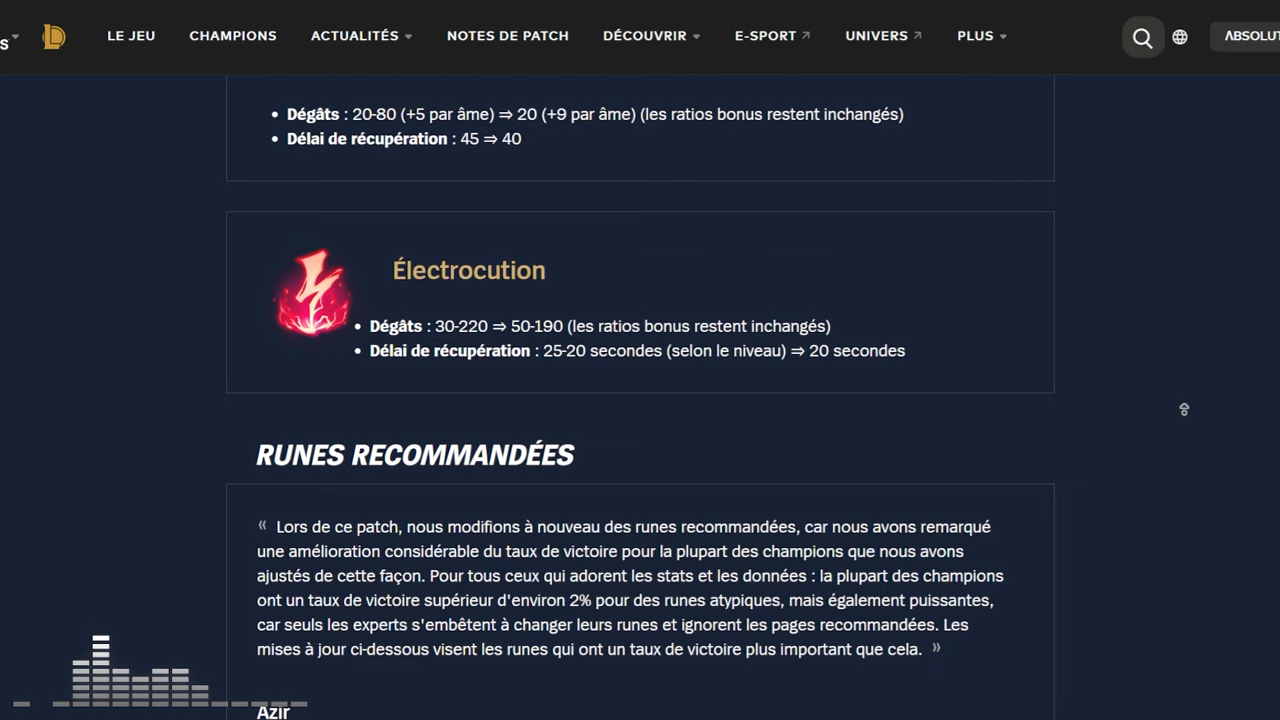 S
LE JEU CHAMPIONS ACTUALITÉS NOTES DE PATCH DÉCOUVRIR E-SPORT UNIVERS PLUS ABSOLUT
• Dégâts : 20-80 (+5 par âme) ⇒ 20 (+9 par âme) (les ratios bonus restent inchangés)
• Délai de récupération : 45 ⇒ 40
Électrocution
• Dégâts : 30-220 ⇒ 50-190 (les ratios bonus restent inchangés)
• Délai de récupération : 25-20 secondes (selon le niveau) ⇒ 20 secondes
RUNES RECOMMANDÉES
« Lors de ce patch, nous modifions à nouveau des runes recommandées, car nous avons remarqué
une amélioration considérable du taux de victoire pour la plupart des champions que nous avons
ajustés de cette façon. Pour tous ceux qui adorent les stats et les données : la plupart des champions
ont un taux de victoire supérieur d'environ 2% pour des runes atypiques, mais également puissantes,
car seuls les experts s'embêtent à changer leurs runes et ignorent les pages recommandées. Les
mises à jour ci-dessous visent les runes qui ont un taux de victoire plus important que cela. »
Azir